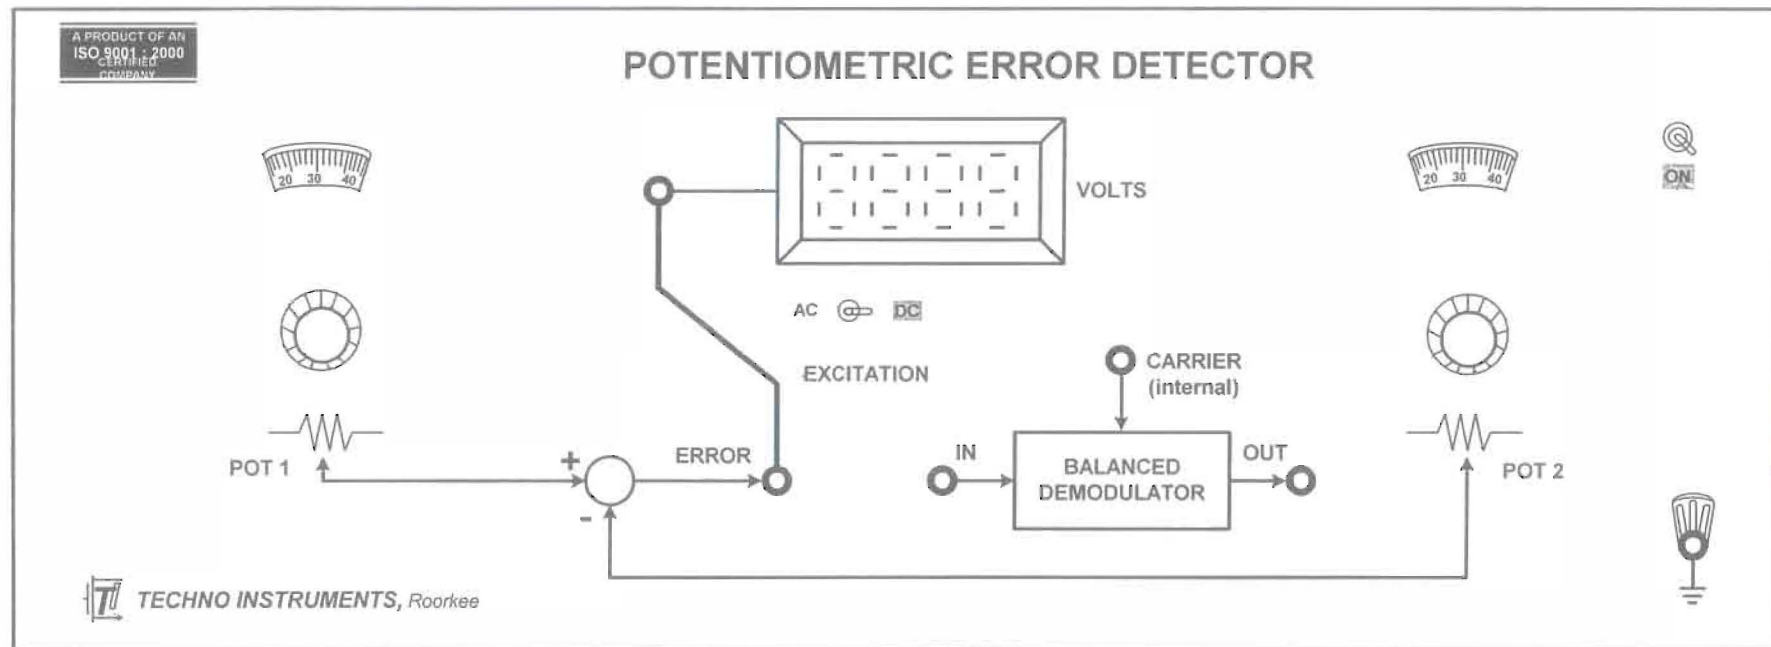 A PRODUCT OF AN
ISO 9001 : 2000
CERTIFIED
COMPANY
POTENTIOMETRIC ERROR DETECTOR
20 30 40
VOLTS
20 30 40
ON
AC DC
EXCITATION
CARRIER
(internal)
POT 1
+
-
ERROR
IN
BALANCED
DEMODULATOR
OUT
POT 2
TI TECHNO INSTRUMENTS, Roorkee